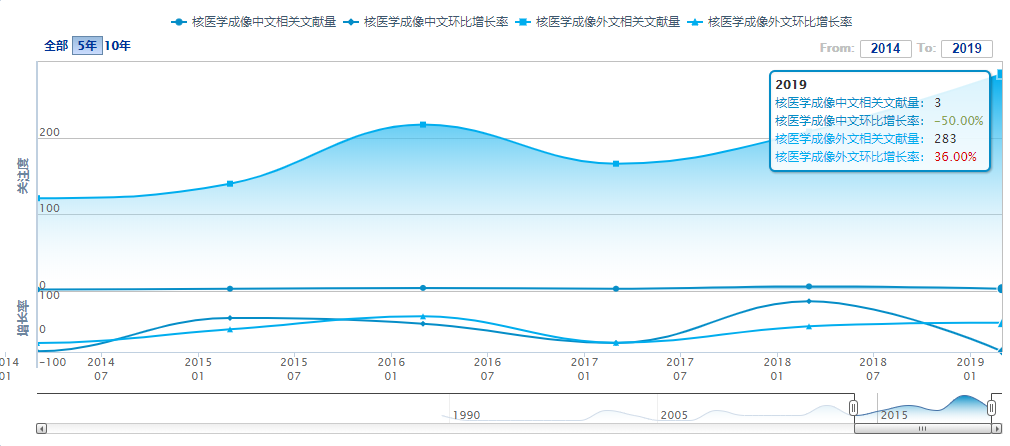 核医学成像中文相关文献量 核医学成像中文环比增长率 核医学成像外文相关文献量 核医学成像外文环比增长率
全部 5年 10年 From: 2014 To: 2019
2019
核医学成像中文相关文献量： 3
核医学成像中文环比增长率： -50.00%
核医学成像外文相关文献量： 283
核医学成像外文环比增长率： 36.00%
关注度
200
100
0
增长率
100
0
-100
014 2014 2015 2015 2016 2016 2017 2017 2018 2018 2019
01 07 01 07 01 07 01 07 01 07 01
1990 2005 2015